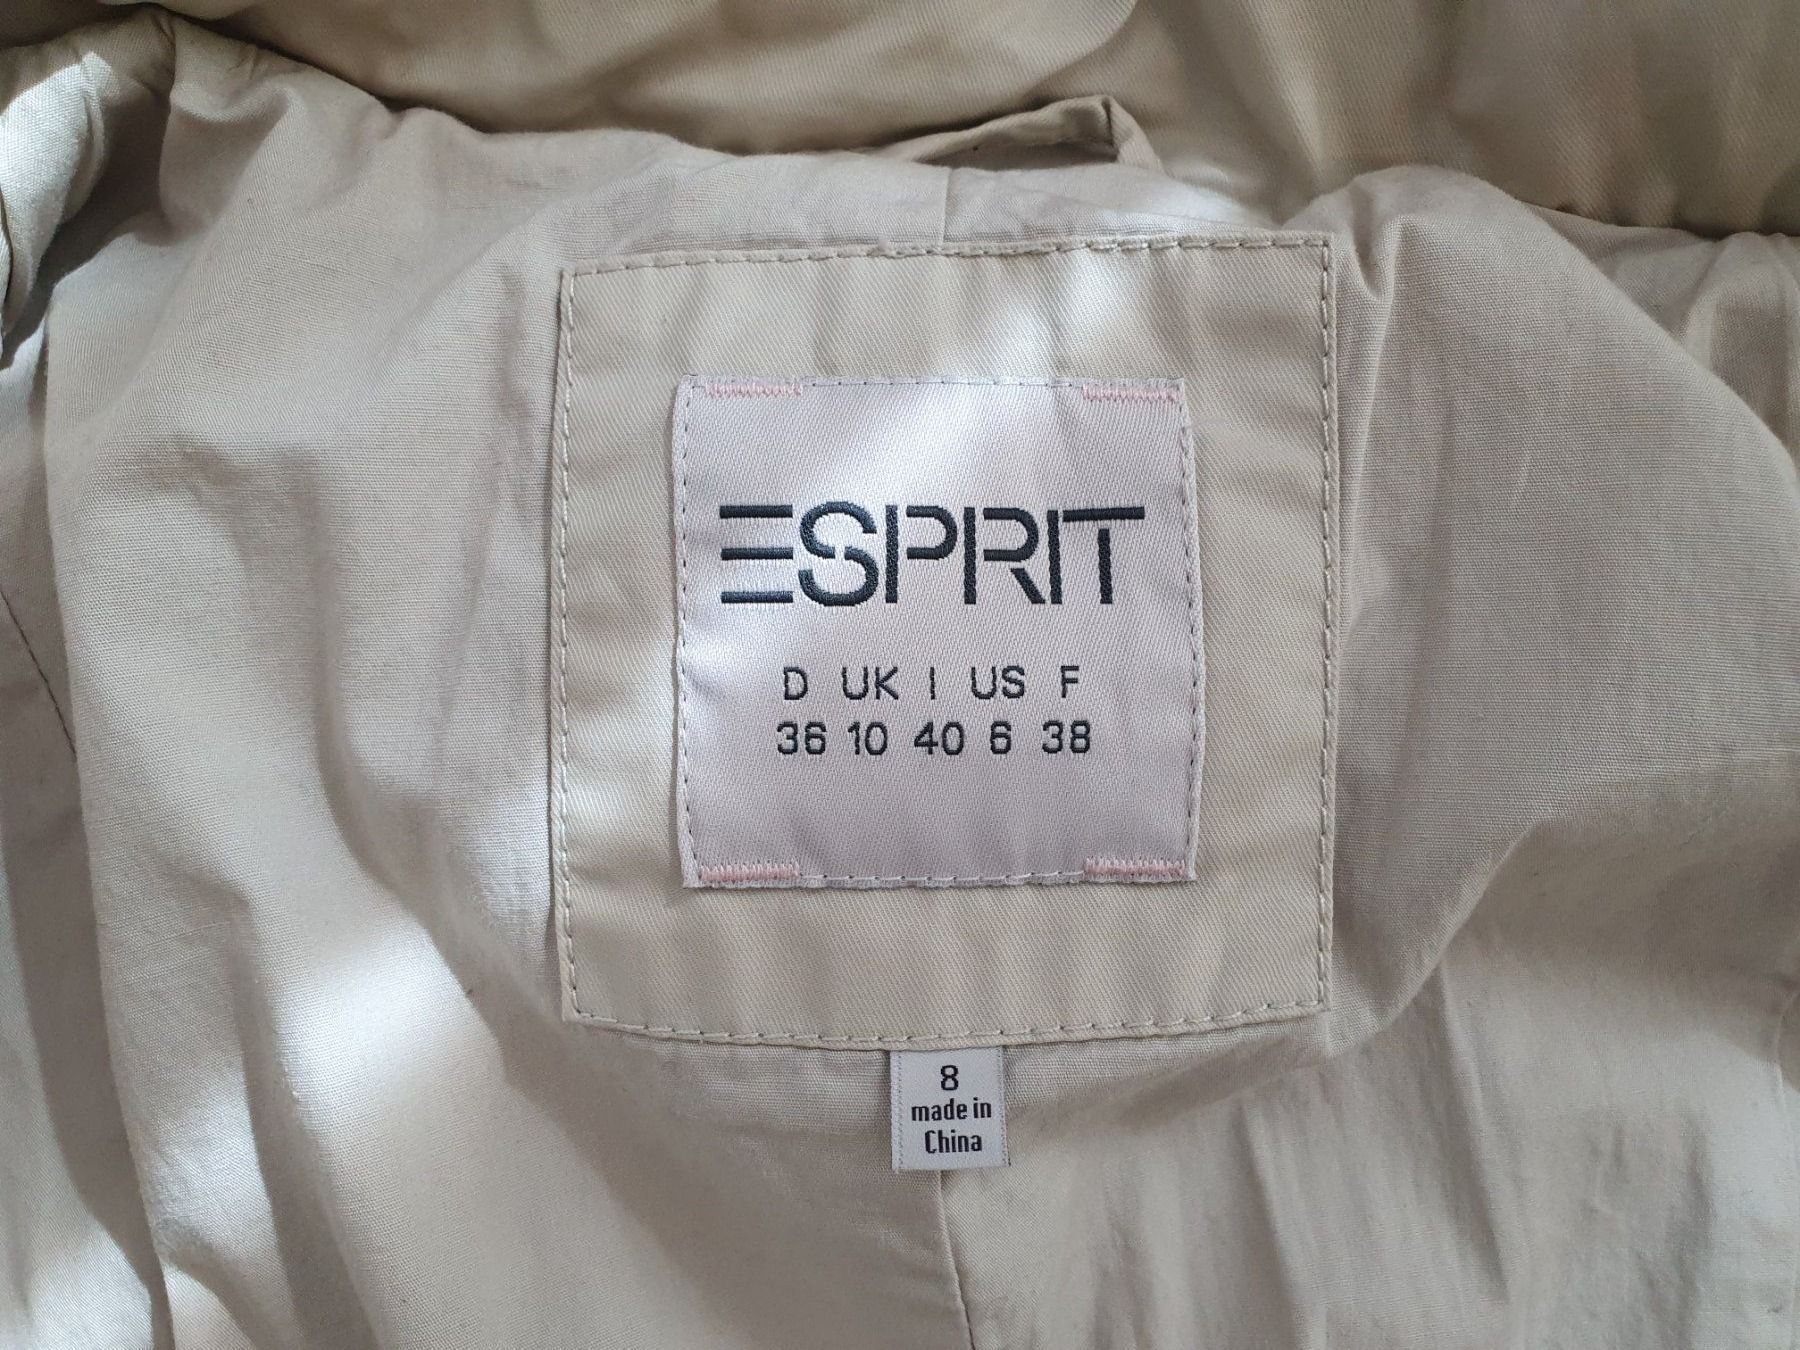 ESPRIT
D UK I US F
36 10 40 6 38
8
made in
China